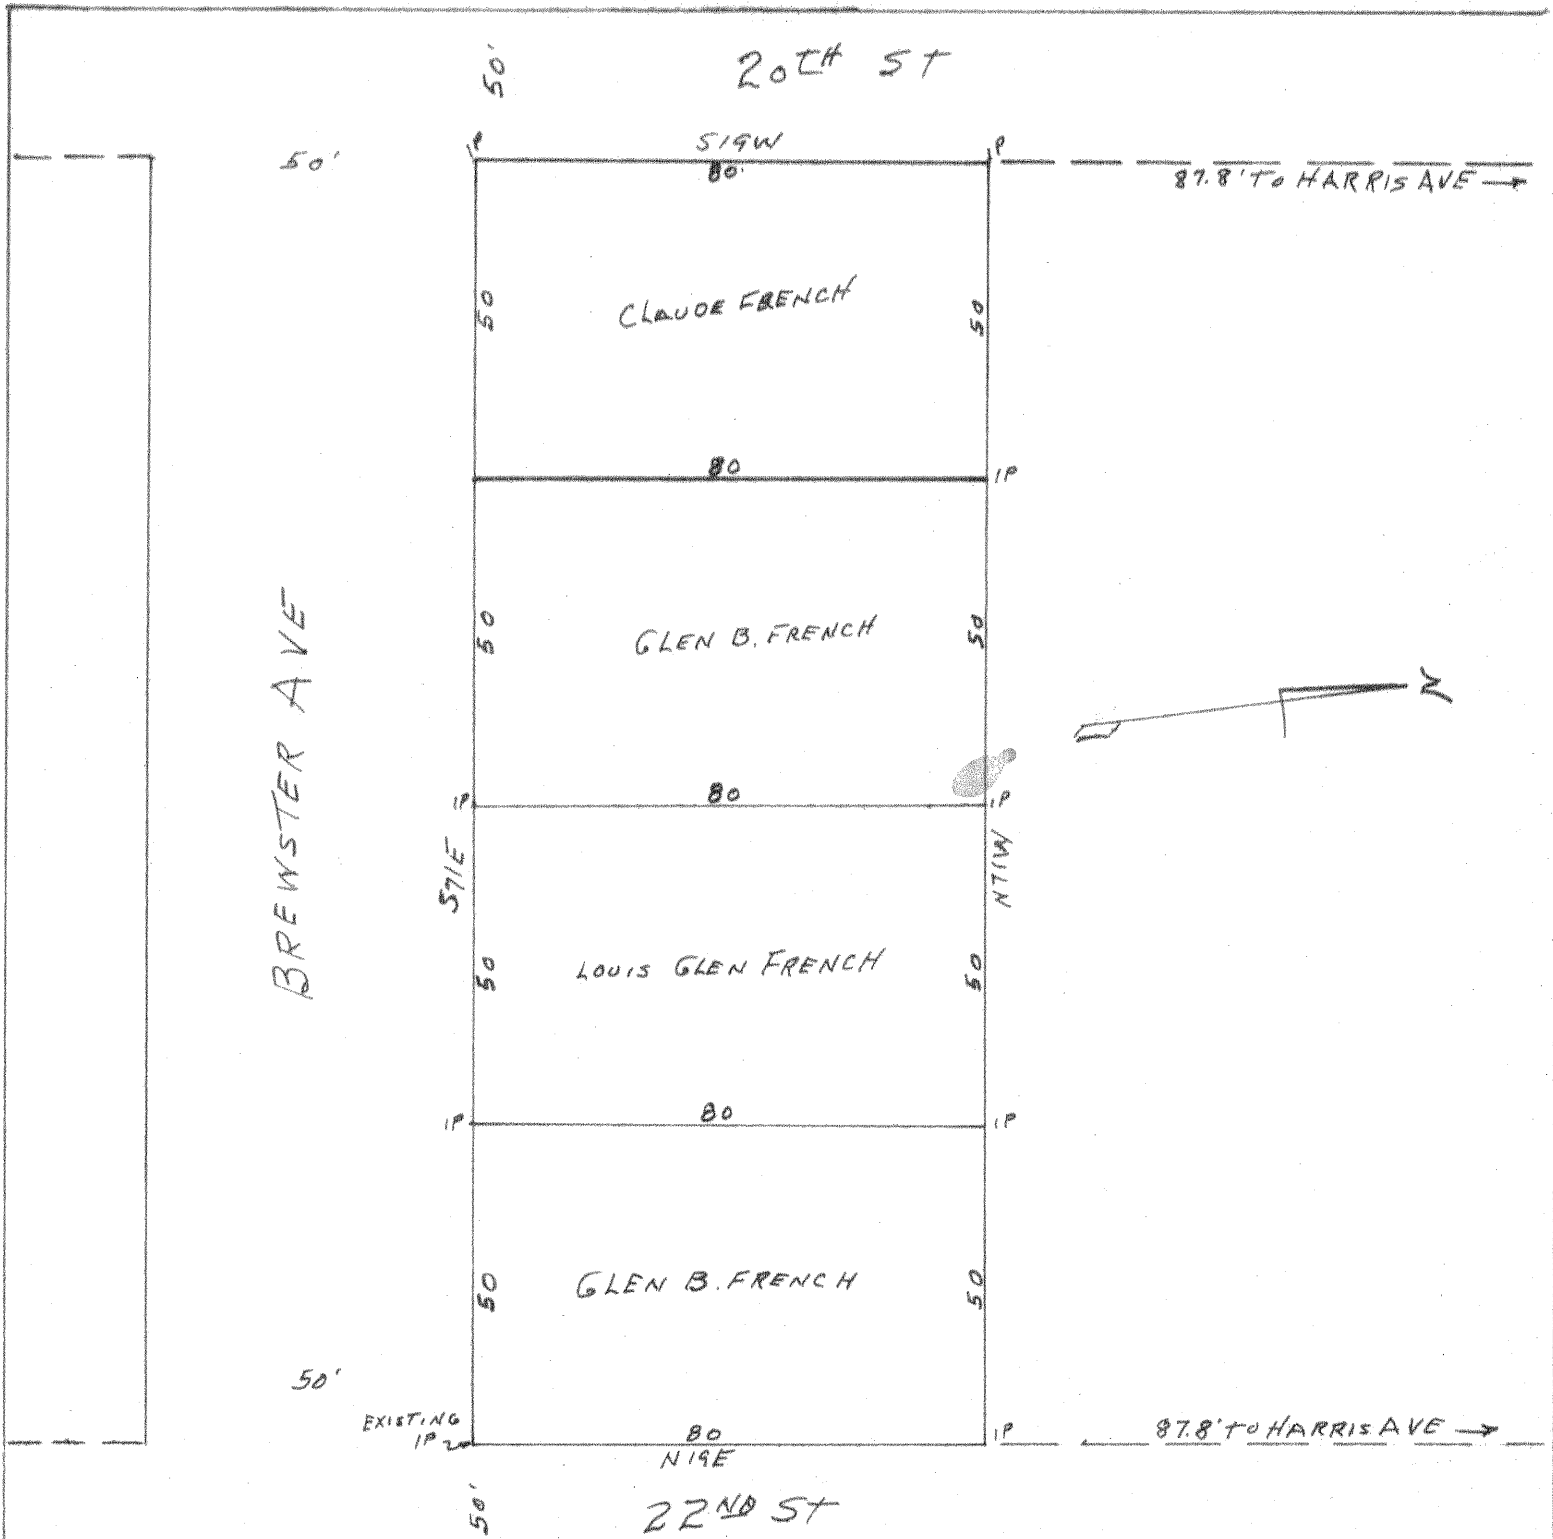 50'
20TH ST
50'
IP
S19W
IP
80'
87.8' TO HARRIS AVE
50
CLAUDE FRENCH
50
80
IP
50
GLEN B. FRENCH
50
N
BREWSTER AVE
IP
80
IP
S71E
N71W
50
LOUIS GLEN FRENCH
50
IP
80
IP
50
GLEN B. FRENCH
50
50'
EXISTING
IP
80
IP
87.8' TO HARRIS AVE
N19E
50'
22ND ST